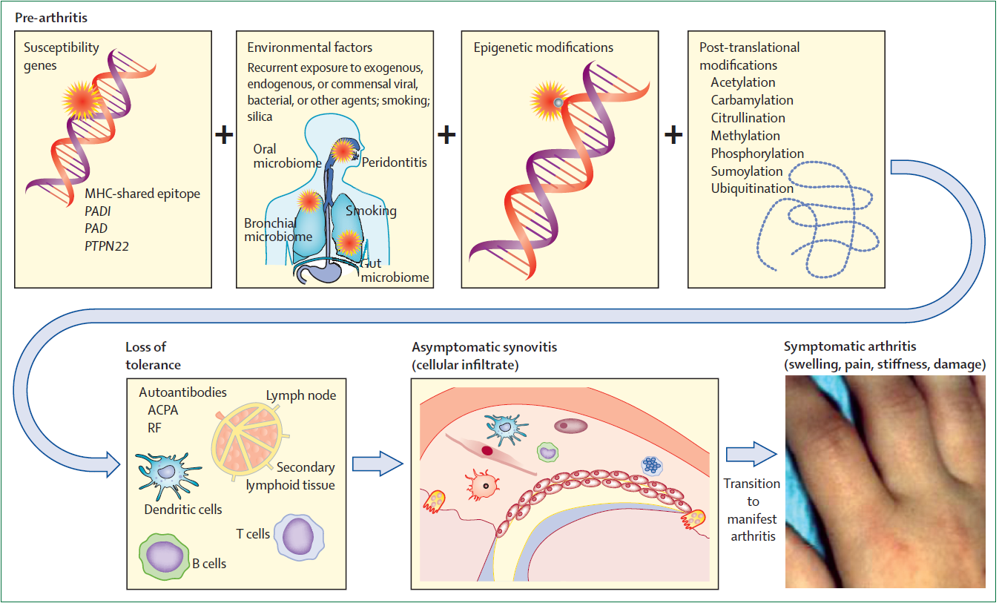 Pre-arthritis
Susceptibility
genes
MHC-shared epitope
PADI
PAD
PTPN22
+
Environmental factors
Recurrent exposure to exogenous,
endogenous, or commensal viral,
bacterial, or other agents; smoking;
silica
Oral
microbiome
Peridontitis
Bronchial
microbiome
Smoking
Gut
microbiome
+
Epigenetic modifications
+
Post-translational
modifications
Acetylation
Carbamylation
Citrullination
Methylation
Phosphorylation
Sumoylation
Ubiquitination
Loss of
tolerance
Autoantibodies
ACPA
RF
Lymph node
Secondary
lymphoid tissue
Dendritic cells
T cells
B cells
Asymptomatic synovitis
(cellular infiltrate)
Transition
to
manifest
arthritis
Symptomatic arthritis
(swelling, pain, stiffness, damage)